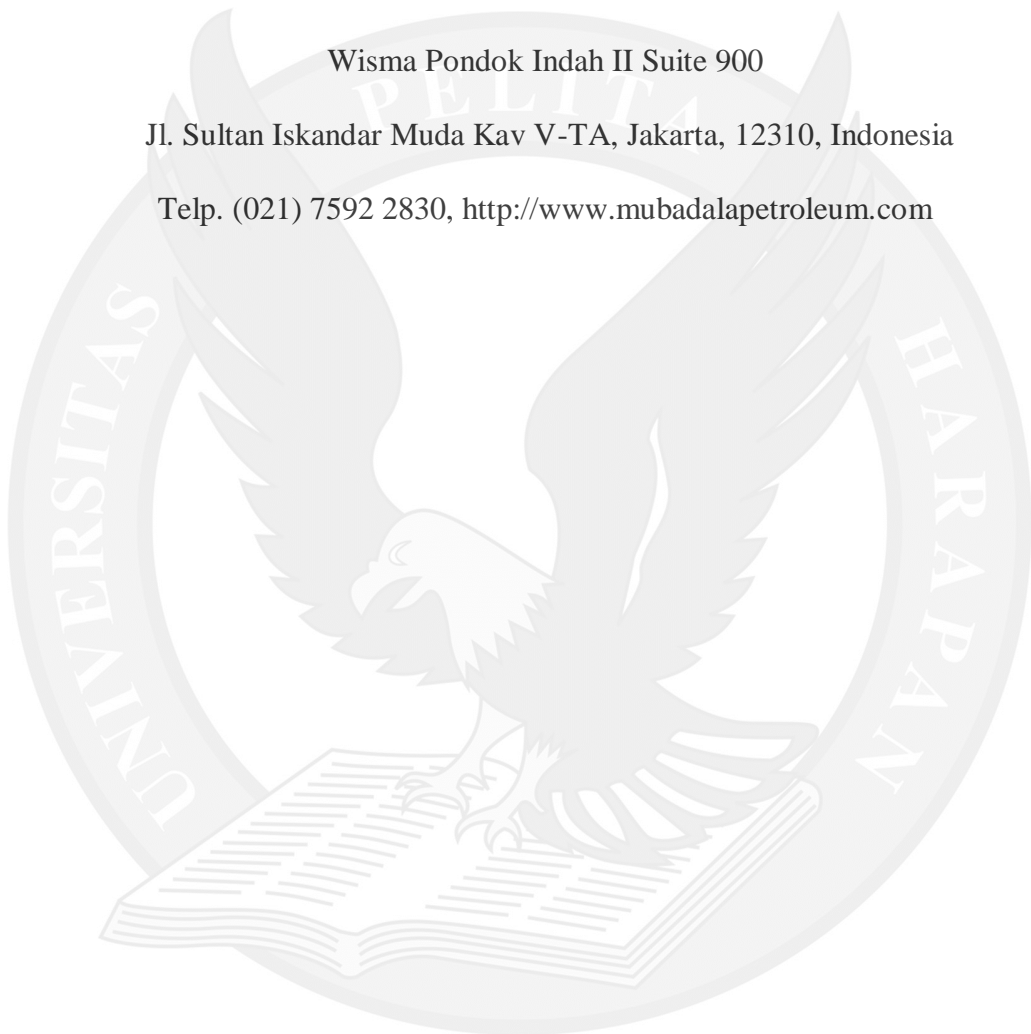 Wisma Pondok Indah II Suite 900
Jl. Sultan Iskandar Muda Kav V-TA, Jakarta, 12310, Indonesia
Telp. (021) 7592 2830, http://www.mubadalapetroleum.com
UNIVERSITAS PELITA HARAPAN